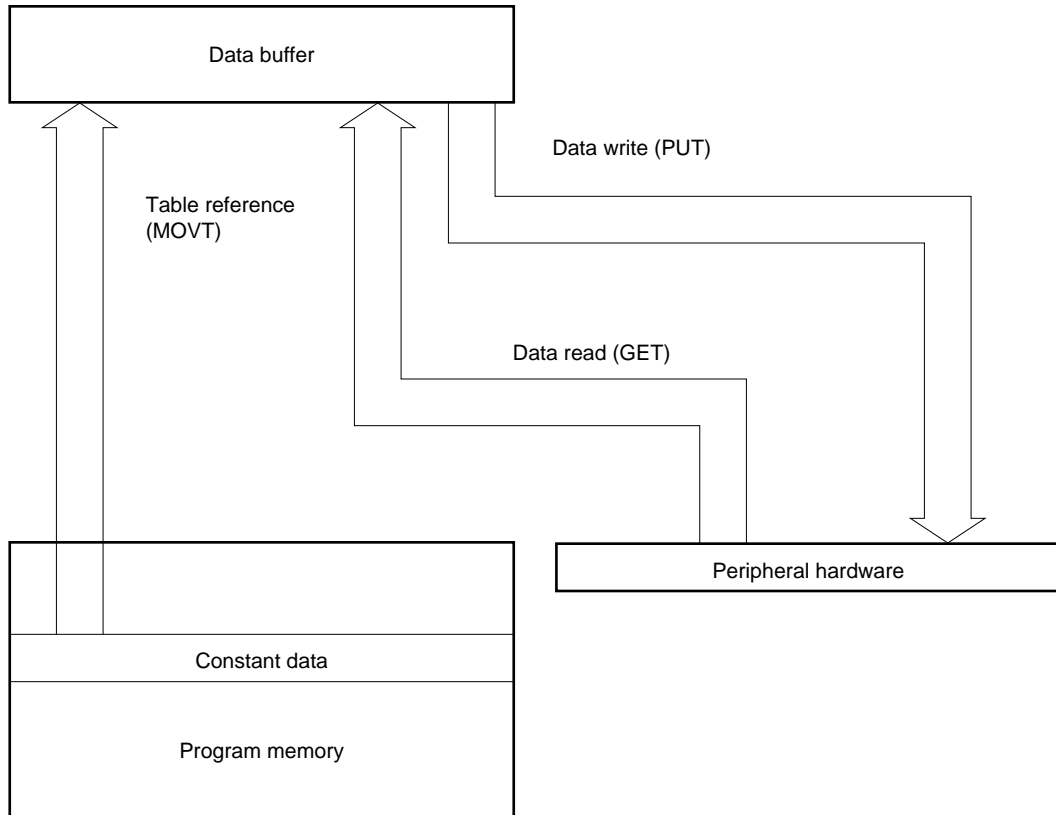 Data buffer
Data write (PUT)
Table reference
(MOVT)
Data read (GET)
Peripheral hardware
Constant data
Program memory